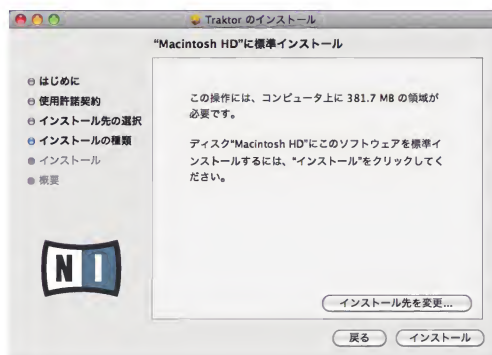 Traktor のインストール
“Macintosh HD”に標準インストール
はじめに
使用許諾契約
インストール先の選択
インストールの種類
インストール
概要
この操作には、コンピュータ上に 381.7 MB の領域が
必要です。
ディスク“Macintosh HD”にこのソフトウェアを標準イ
ンストールするには、“インストール”をクリックしてく
ださい。
NI
インストール先を変更...
戻る
インストール